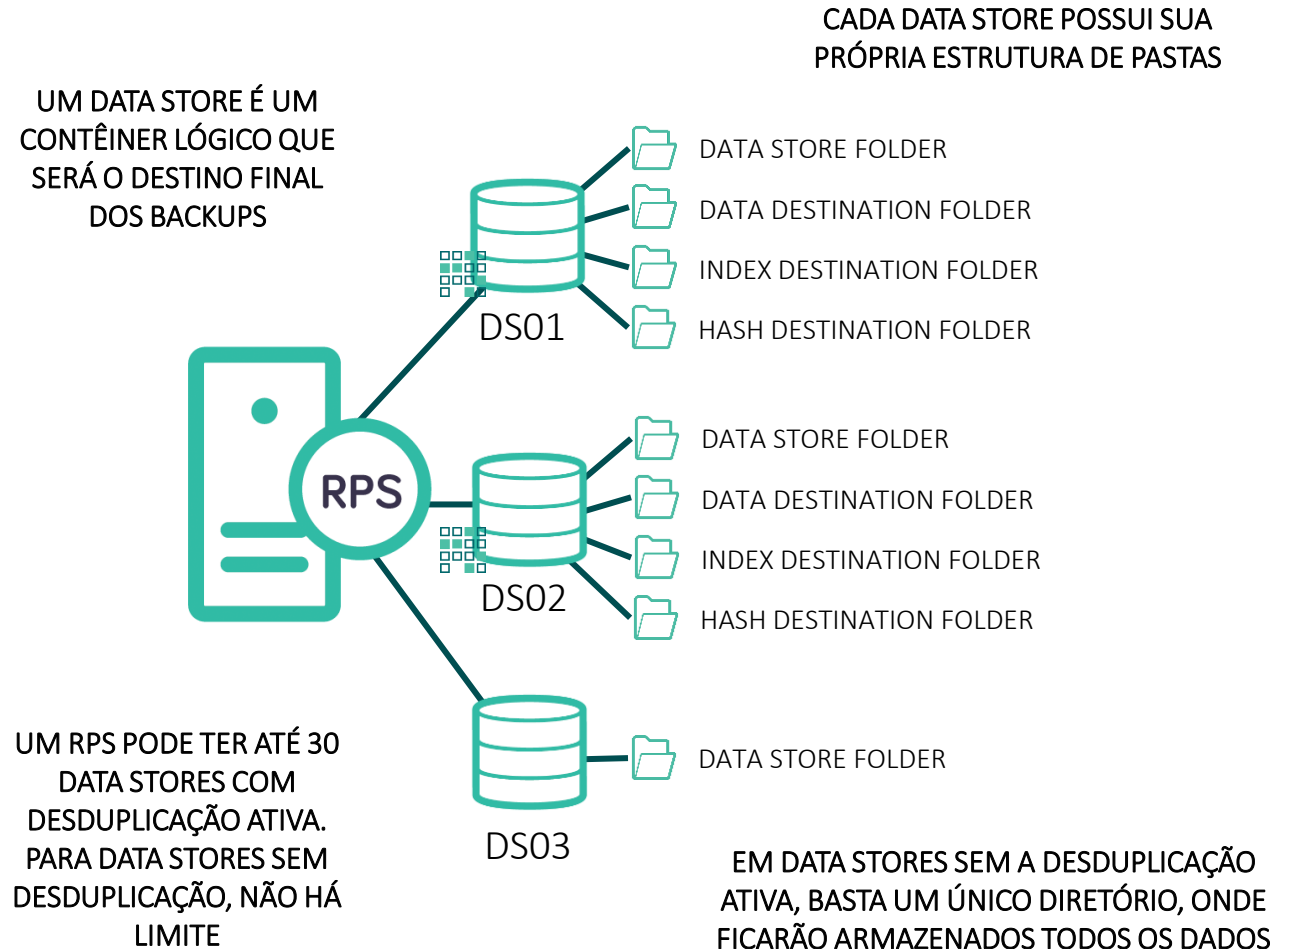 CADA DATA STORE POSSUI SUA
PRÓPRIA ESTRUTURA DE PASTAS
UM DATA STORE É UM
CONTÊINER LÓGICO QUE
SERÁ O DESTINO FINAL
DOS BACKUPS
DATA STORE FOLDER
DATA DESTINATION FOLDER
INDEX DESTINATION FOLDER
HASH DESTINATION FOLDER
DS01
RPS
DATA STORE FOLDER
DATA DESTINATION FOLDER
INDEX DESTINATION FOLDER
HASH DESTINATION FOLDER
DS02
DATA STORE FOLDER
DS03
UM RPS PODE TER ATÉ 30
DATA STORES COM
DESDUPLICAÇÃO ATIVA.
PARA DATA STORES SEM
DESDUPLICAÇÃO, NÃO HÁ
LIMITE
EM DATA STORES SEM A DESDUPLICAÇÃO
ATIVA, BASTA UM ÚNICO DIRETÓRIO, ONDE
FICARÃO ARMAZENADOS TODOS OS DADOS